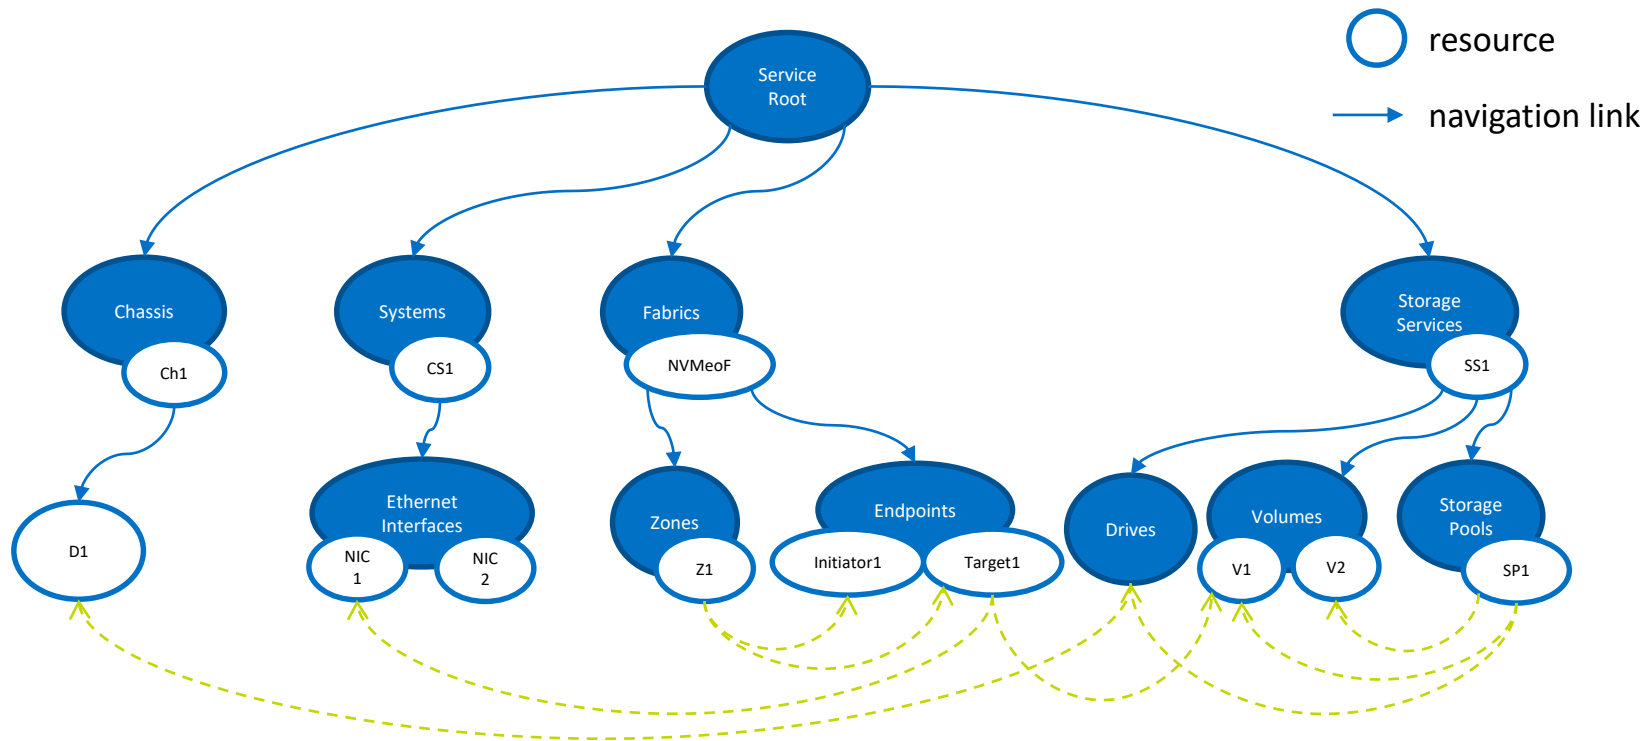 resource
navigation link
Service
Root
Chassis
Systems
Fabrics
Storage
Services
Ch1
CS1
NVMeoF
SS1
Ethernet
Interfaces
Zones
Endpoints
Drives
Volumes
Storage
Pools
D1
NIC
1
NIC
2
Z1
Initiator1
Target1
V1
V2
SP1